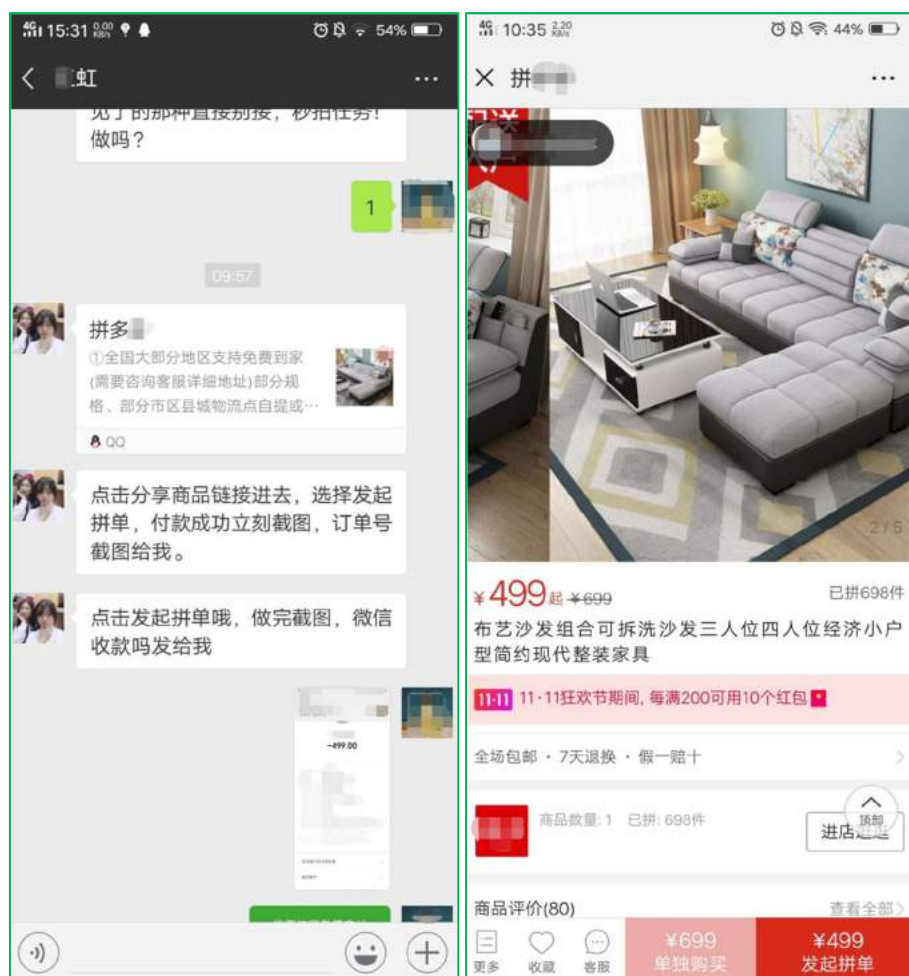 4G 15:31 0.00 KB/s 54%
虹
见了的那种直接别接，秒拍任务！
做吗？
1
09:57
拼多
①全国大部分地区支持免费到家
(需要咨询客服详细地址)部分规
格、部分市区县城物流点自提或…
QQ
点击分享商品链接进去，选择发起
拼单，付款成功立刻截图，订单号
截图给我。
点击发起拼单哦，做完截图，微信
收款吗发给我
-499.00
4G 10:35 2.20 KB/s 44%
拼
2/5
¥499起 ¥699
已拼698件
布艺沙发组合可拆洗沙发三人位四人位经济小户
型简约现代整装家具
11·11 11·11狂欢节期间, 每满200可用10个红包
全场包邮 · 7天退换 · 假一赔十
商品数量: 1 已拼: 698件
顶部
进店逛逛
商品评价(80)
查看全部
更多 收藏 客服
¥699
单独购买
¥499
发起拼单